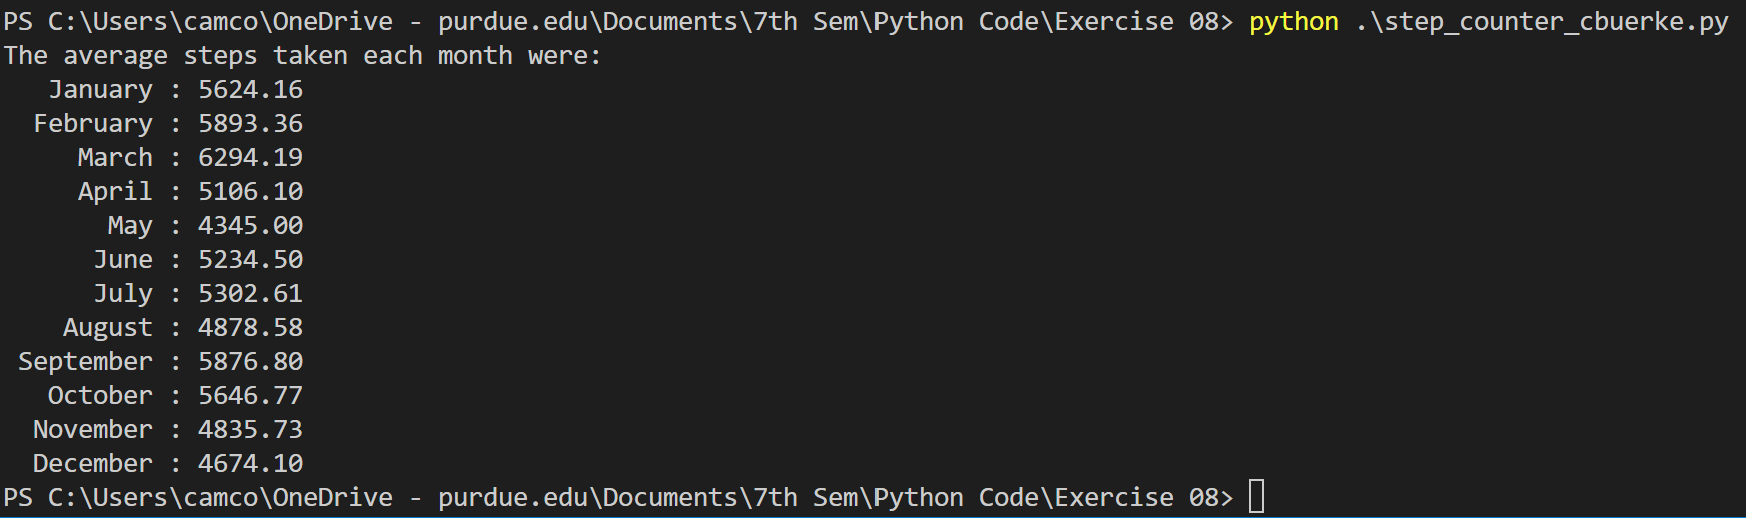 PS C:\Users\camco\OneDrive - purdue.edu\Documents\7th Sem\Python Code\Exercise 08> python .\step_counter_cbuerke.py
The average steps taken each month were:
   January : 5624.16
  February : 5893.36
     March : 6294.19
     April : 5106.10
       May : 4345.00
      June : 5234.50
      July : 5302.61
    August : 4878.58
 September : 5876.80
   October : 5646.77
  November : 4835.73
  December : 4674.10
PS C:\Users\camco\OneDrive - purdue.edu\Documents\7th Sem\Python Code\Exercise 08>